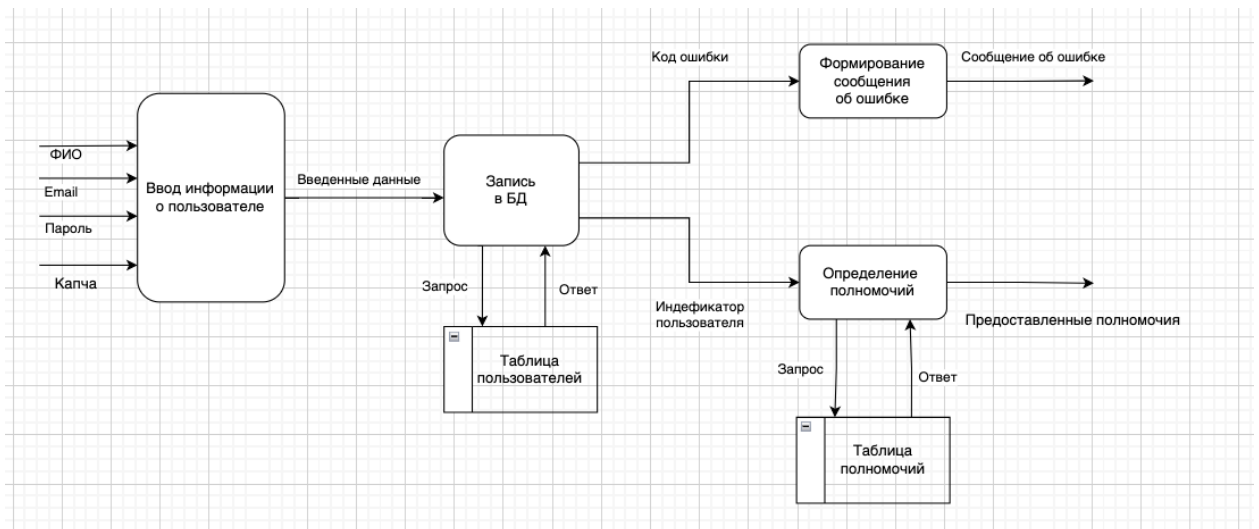 ФИО
Email
Пароль
Капча
Ввод информации
о пользователе
Введенные данные
Запись
в БД
Запрос
Ответ
Таблица
пользователей
Код ошибки
Формирование
сообщения
об ошибке
Сообщение об ошибке
Индефикатор
пользователя
Определение
полномочий
Предоставленные полномочия
Запрос
Ответ
Таблица
полномочий